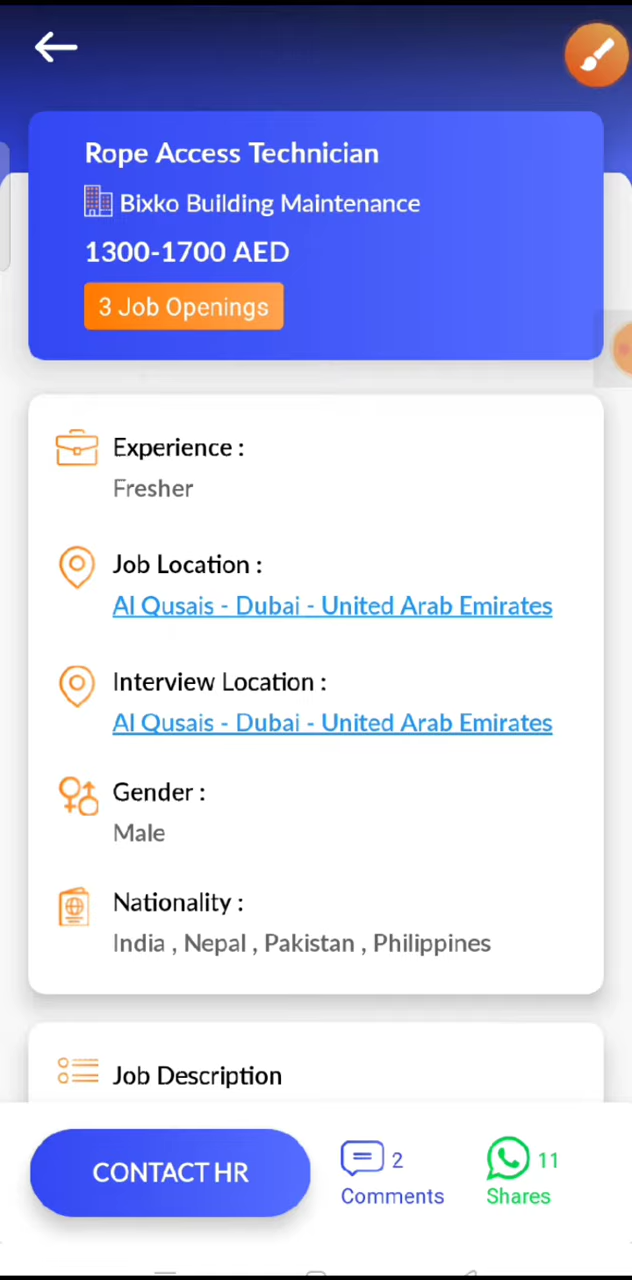 Rope Access Technician
Bixko Building Maintenance
1300-1700 AED
3 Job Openings
Experience :
Fresher
Job Location :
Al Qusais - Dubai - United Arab Emirates
Interview Location :
Al Qusais - Dubai - United Arab Emirates
Gender :
Male
Nationality :
India , Nepal , Pakistan , Philippines
Job Description
CONTACT HR
2
Comments
11
Shares